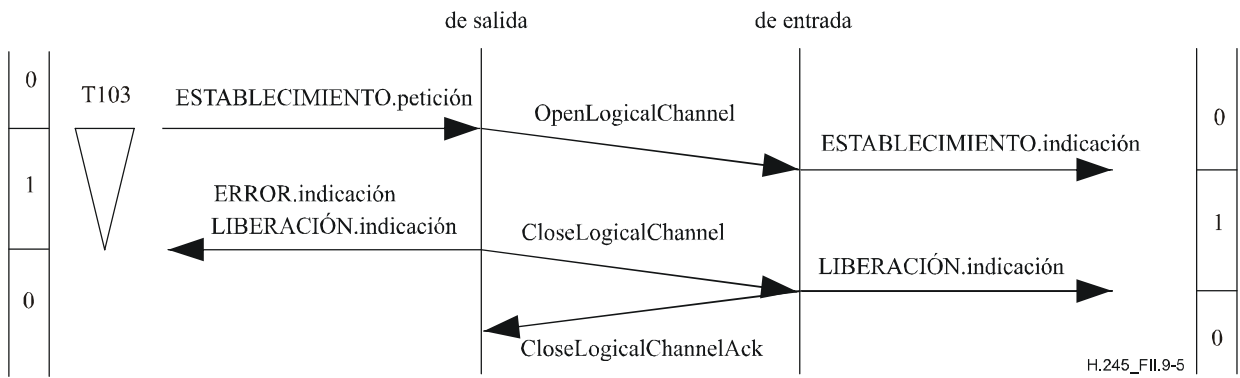 de salida
de entrada
0
T103
ESTABLECIMIENTO.petición
OpenLogicalChannel
ESTABLECIMIENTO.indicación
0
1
ERROR.indicación
LIBERACIÓN.indicación
CloseLogicalChannel
LIBERACIÓN.indicación
1
0
CloseLogicalChannelAck
0
H.245_FII.9-5